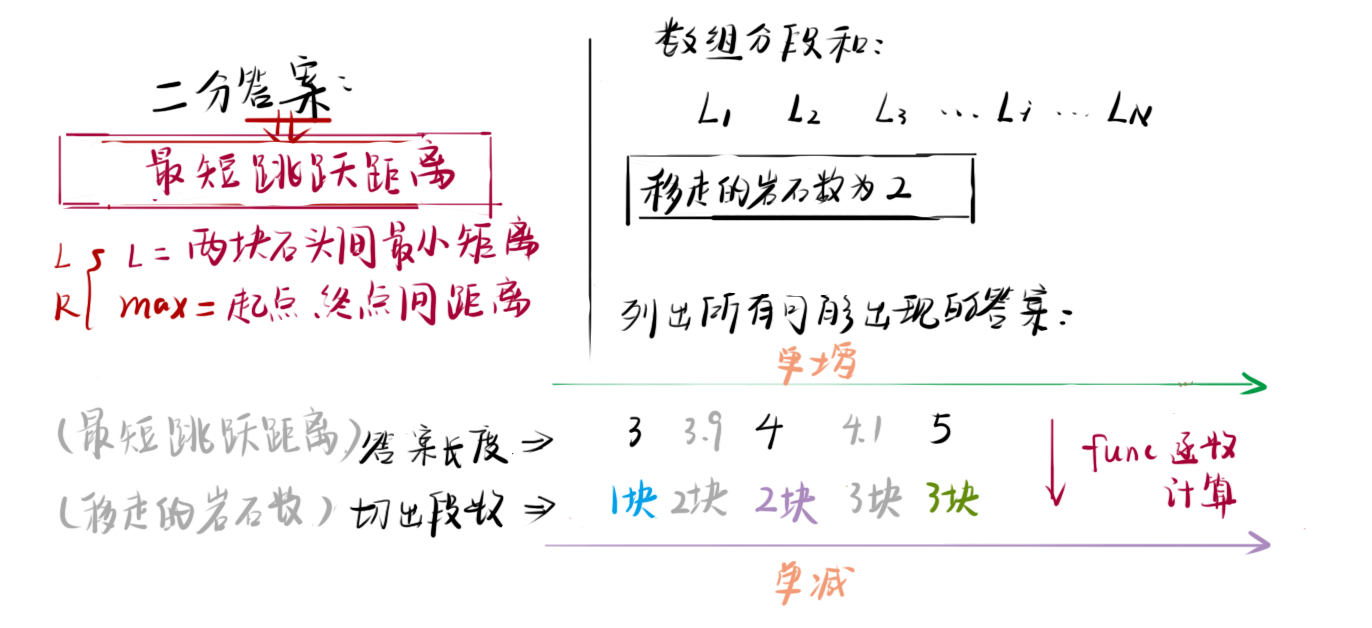 二分答案:
最短跳跃距离
L L = 两块石头间最小距离
R max = 起点 终点间距离
数组分段和:
L1 L2 L3 ... Li ... LN
移走的岩石数为 2
列出所有可能出现的答案:
单增
(最短跳跃距离) 答案长度 ⇒ 3 3.9 4 4.1 5
(移走的岩石数) 切出段数 ⇒ 1块 2块 2块 3块 3块
func 函数
计算
单减